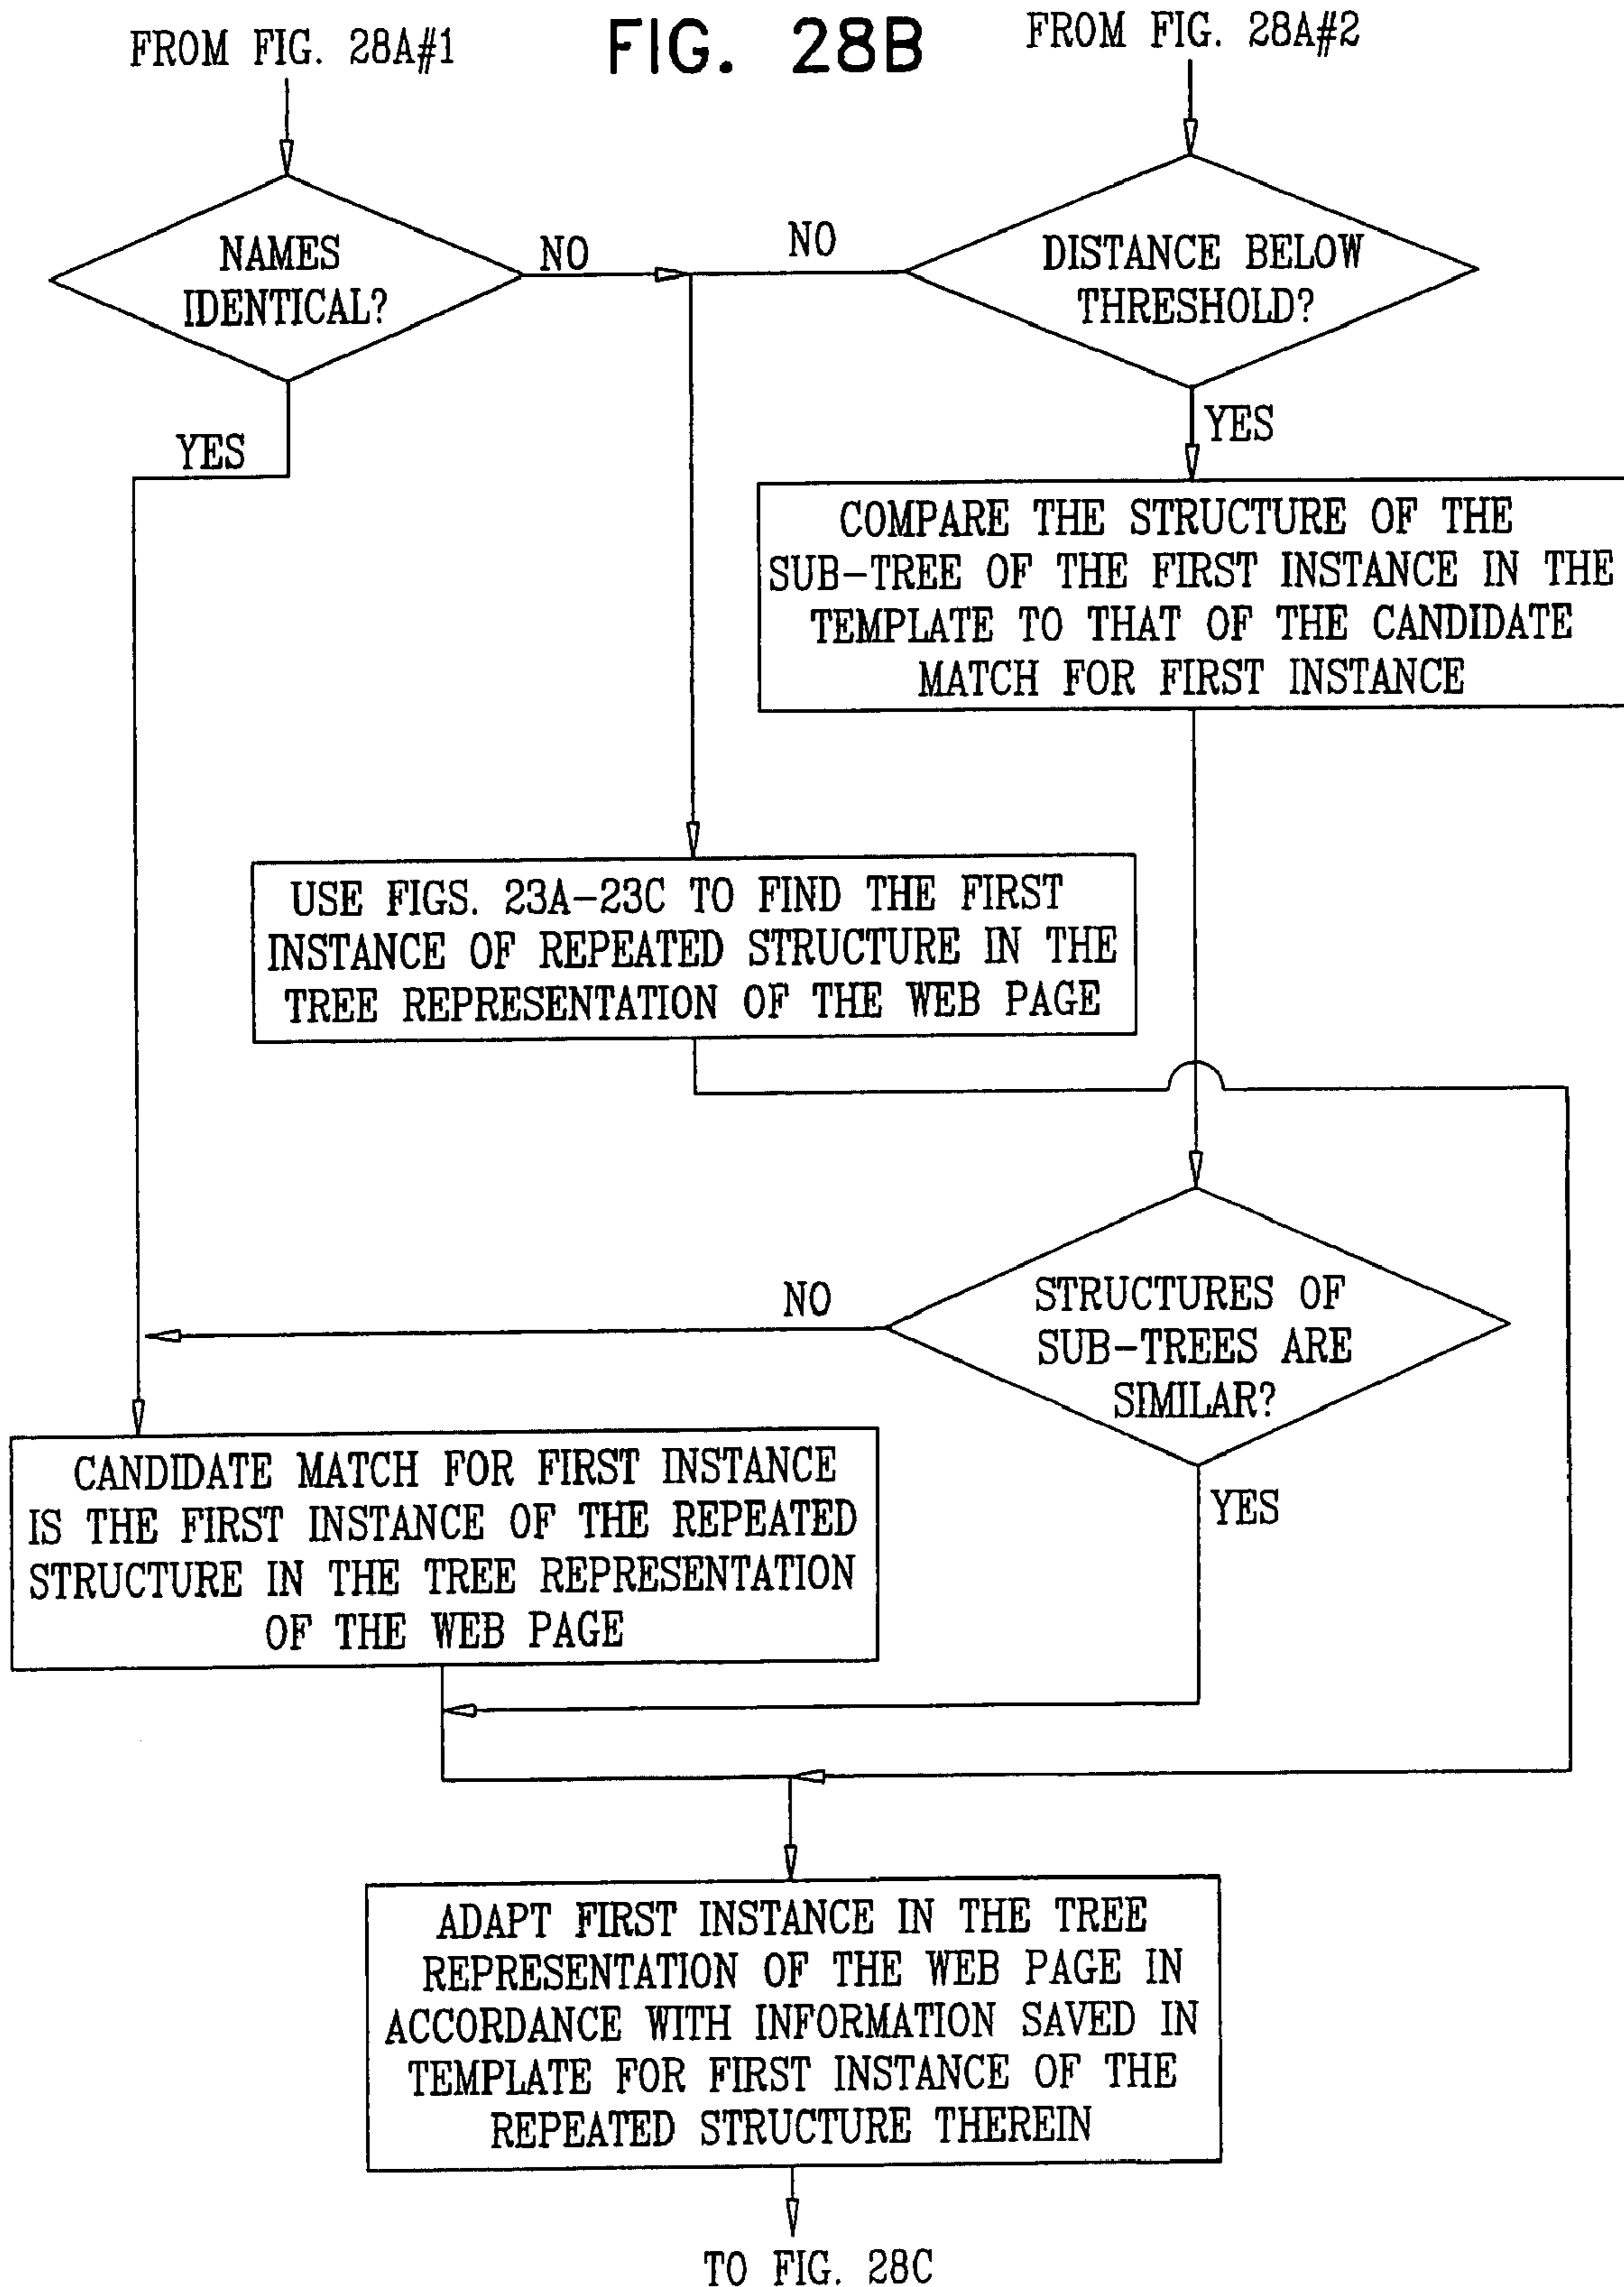 FROM FIG. 28A#1
FIG. 28B
FROM FIG. 28A#2
NAMES
IDENTICAL?
NO
NO
DISTANCE BELOW
THRESHOLD?
YES
YES
COMPARE THE STRUCTURE OF THE
SUB-TREE OF THE FIRST INSTANCE IN THE
TEMPLATE TO THAT OF THE CANDIDATE
MATCH FOR FIRST INSTANCE
USE FIGS. 23A-23C TO FIND THE FIRST
INSTANCE OF REPEATED STRUCTURE IN THE
TREE REPRESENTATION OF THE WEB PAGE
NO
STRUCTURES OF
SUB-TREES ARE
SIMILAR?
YES
CANDIDATE MATCH FOR FIRST INSTANCE
IS THE FIRST INSTANCE OF THE REPEATED
STRUCTURE IN THE TREE REPRESENTATION
OF THE WEB PAGE
ADAPT FIRST INSTANCE IN THE TREE
REPRESENTATION OF THE WEB PAGE IN
ACCORDANCE WITH INFORMATION SAVED IN
TEMPLATE FOR FIRST INSTANCE OF THE
REPEATED STRUCTURE THEREIN
TO FIG. 28C